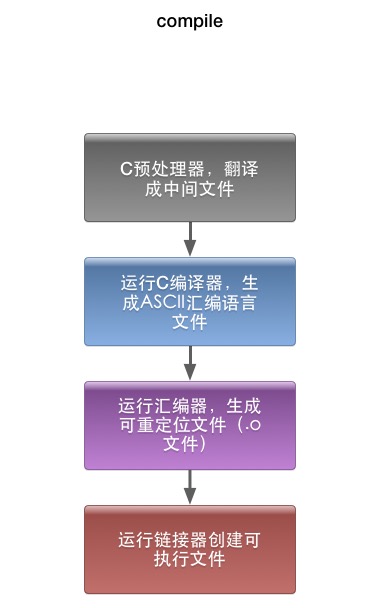 compile
C预处理器，翻译
成中间文件
运行C编译器，生
成ASCII汇编语言
文件
运行汇编器，生成
可重定位文件（.o
文件）
运行链接器创建可
执行文件